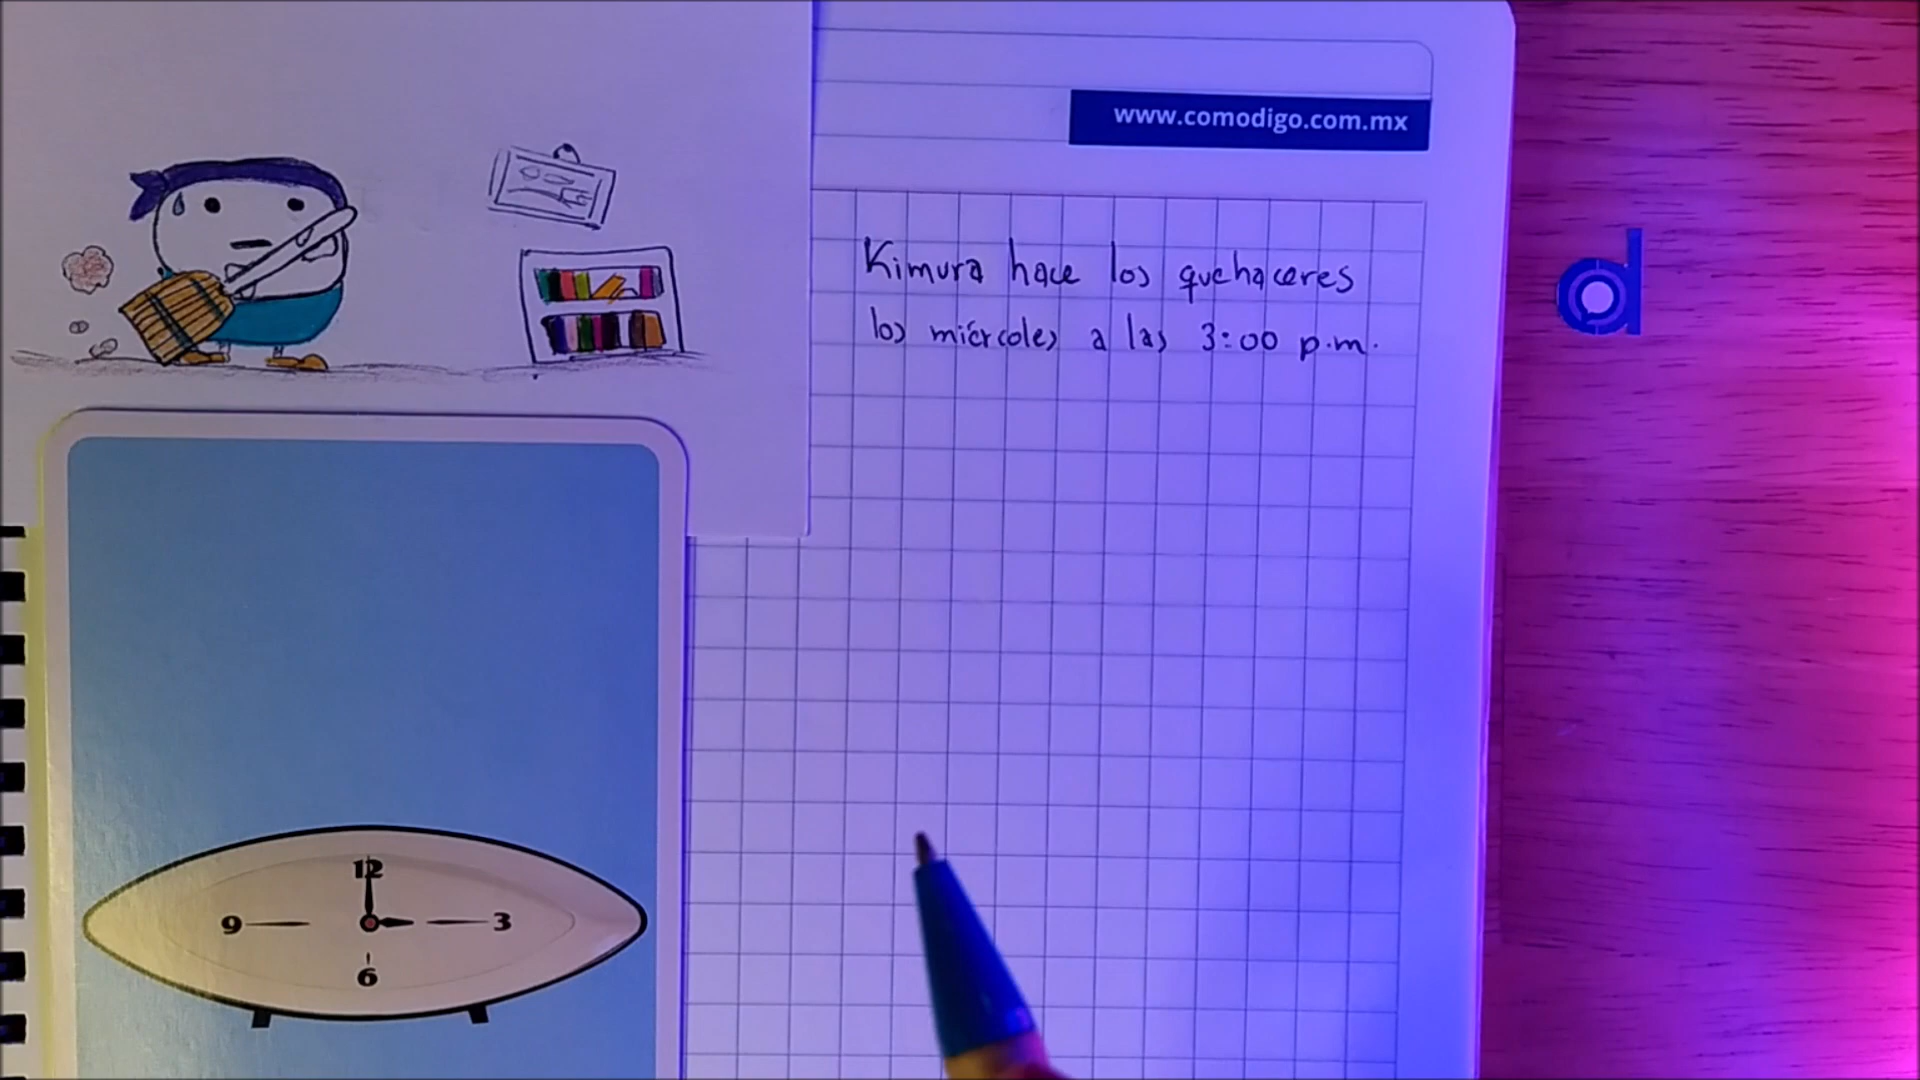 www.comodigo.com.mx
Kimura hace los quehaceres
los miércoles a las 3:00 p.m.
12
9
3
6
d